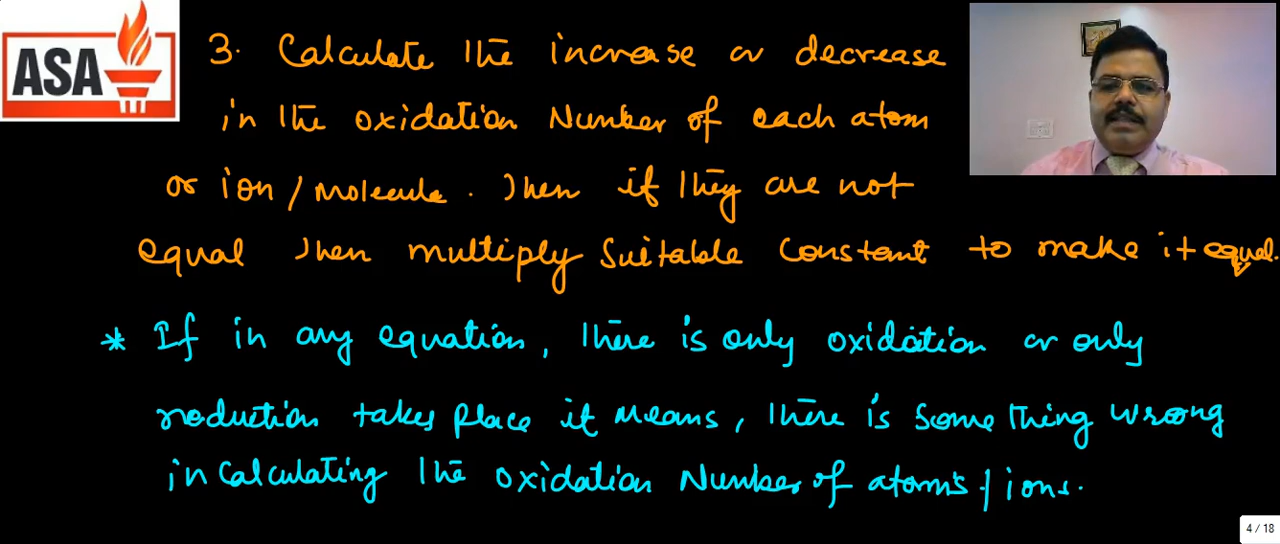 ASA
3. Calculate the increase or decrease
in the oxidation Number of each atom
or ion / molecule. Then if they are not
equal then multiply suitable constant to make it equal.
* If in any equation, there is only oxidation or only
reduction takes place it means, there is something wrong
in calculating the oxidation Number of atoms / ions.
4 / 18